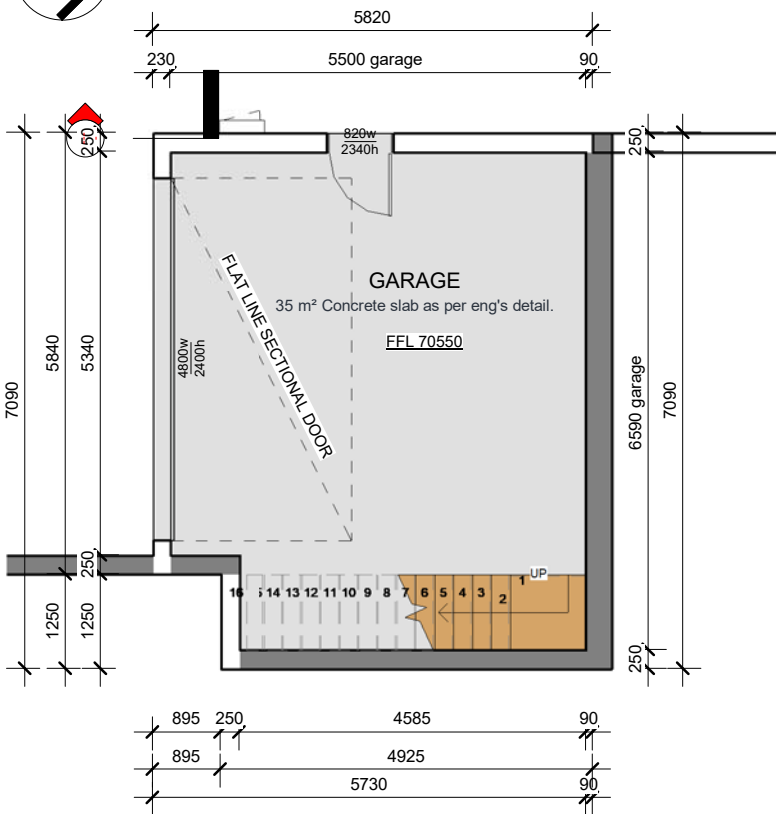 5820
230
5500 garage
90
820w
2340h
250
250
GARAGE
35 m² Concrete slab as per eng's detail.
FFL 70550
FLAT LINE SECTIONAL DOOR
4800w
2400h
7090
5840
5340
6590 garage
7090
250
1250
1250
UP
16 14 13 12 11 10 9 8 7 6 5 4 3 2 1
250
895
250
4585
90
895
4925
5730
90